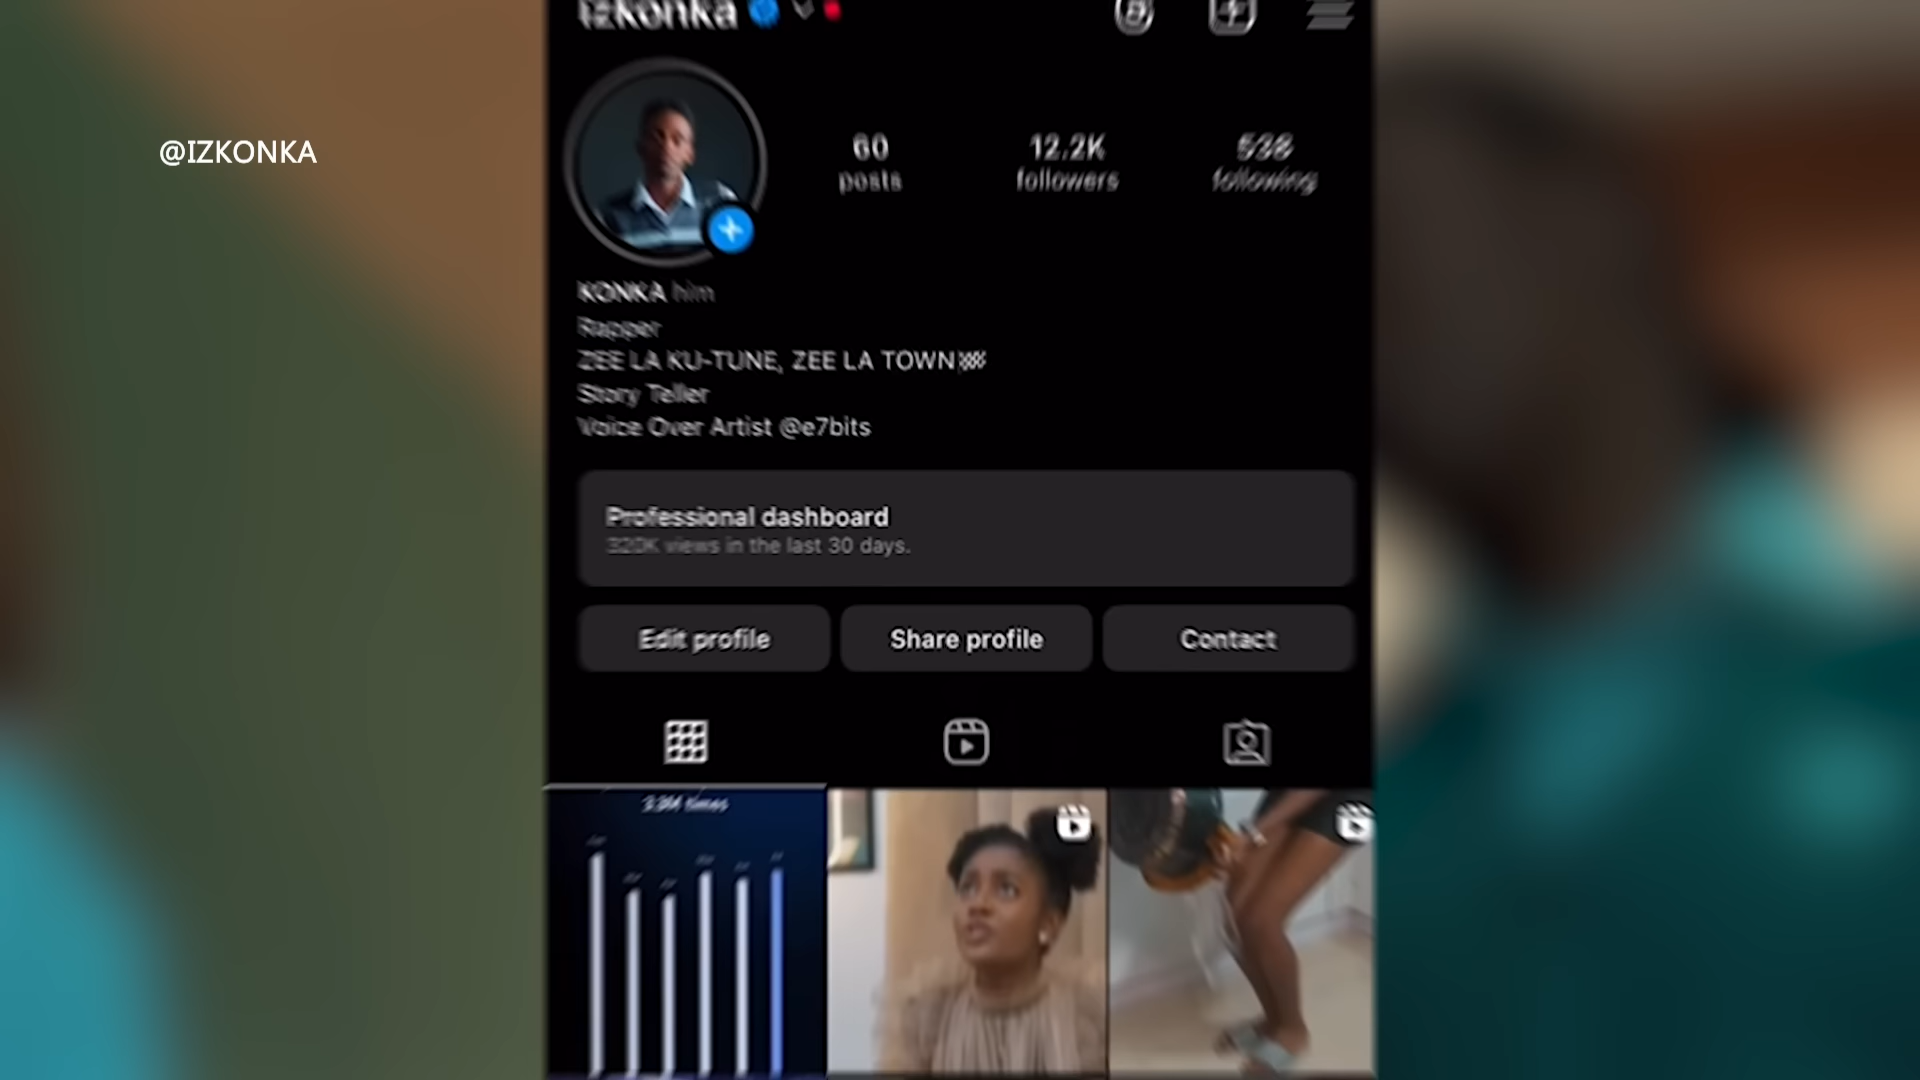 izkonka
@IZKONKA
60
posts
12.2K
followers
538
following
KONKA him
Rapper
ZEE LA KU-TUNE, ZEE LA TOWN
Story Teller
Voice Over Artist @e7bits
Professional dashboard
320K views in the last 30 days.
Edit profile
Share profile
Contact
times